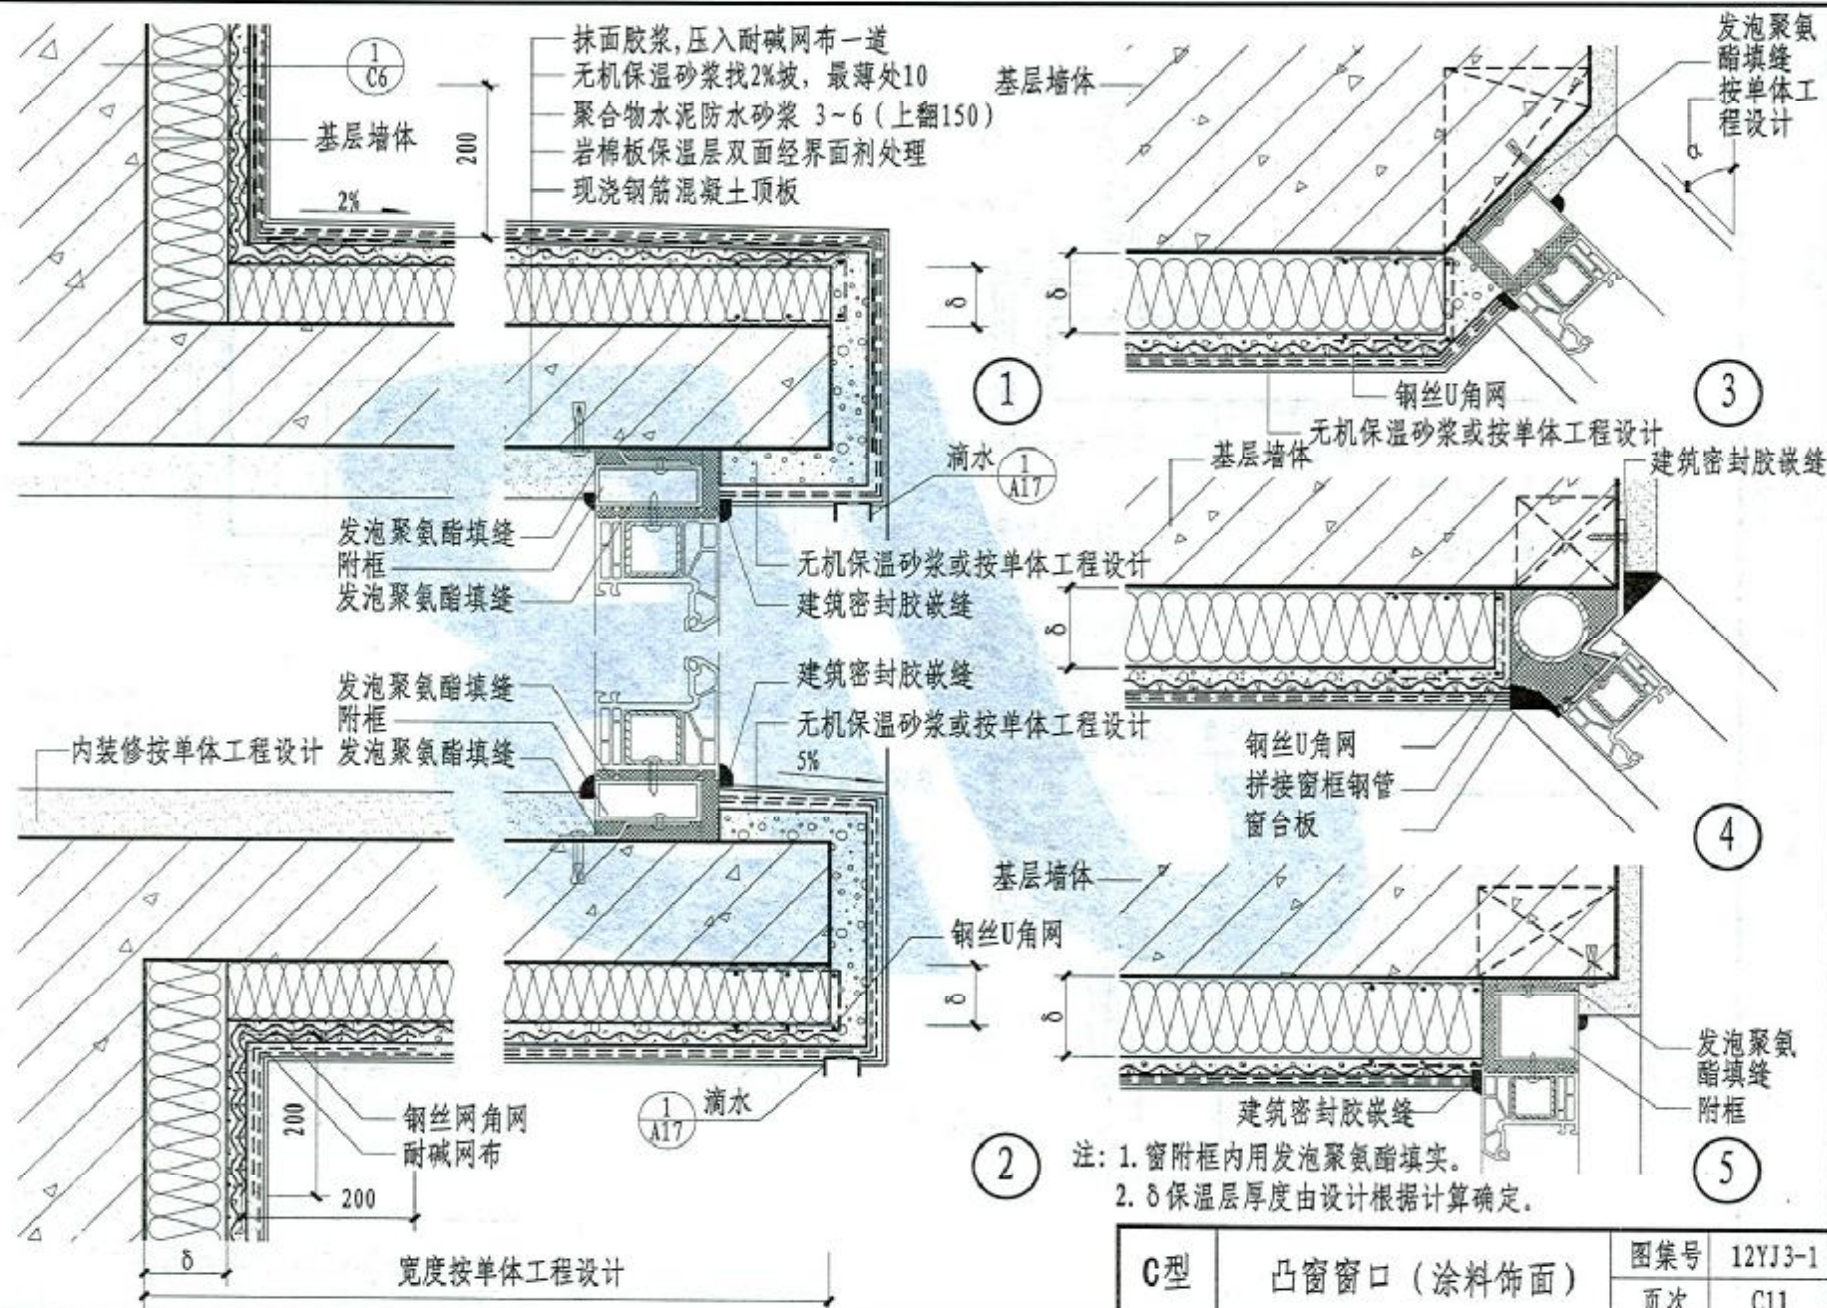 1
C6
基层墙体
200
2%
抹面胶浆,压入耐碱网布一道
无机保温砂浆找2%坡，最薄处10
聚合物水泥防水砂浆 3~6（上翻150）
岩棉板保温层双面经界面剂处理
现浇钢筋混凝土顶板
δ
1
滴水
1
A17
发泡聚氨酯填缝
附框
发泡聚氨酯填缝
无机保温砂浆或按单体工程设计
建筑密封胶嵌缝
发泡聚氨酯填缝
附框
发泡聚氨酯填缝
内装修按单体工程设计
建筑密封胶嵌缝
无机保温砂浆或按单体工程设计
5%
钢丝U角网
δ
钢丝网角网
耐碱网布
200
200
1
A17
滴水
2
δ
宽度按单体工程设计
基层墙体
发泡聚氨
酯填缝
按单体工
程设计
α
δ
钢丝U角网
无机保温砂浆或按单体工程设计
3
基层墙体
建筑密封胶嵌缝
δ
钢丝U角网
拼接窗框钢管
窗台板
4
基层墙体
δ
建筑密封胶嵌缝
发泡聚氨
酯填缝
附框
5
注: 1. 窗附框内用发泡聚氨酯填实。
2. δ保温层厚度由设计根据计算确定。
C型
凸窗窗口（涂料饰面）
图集号
12YJ3-1
页次
C11